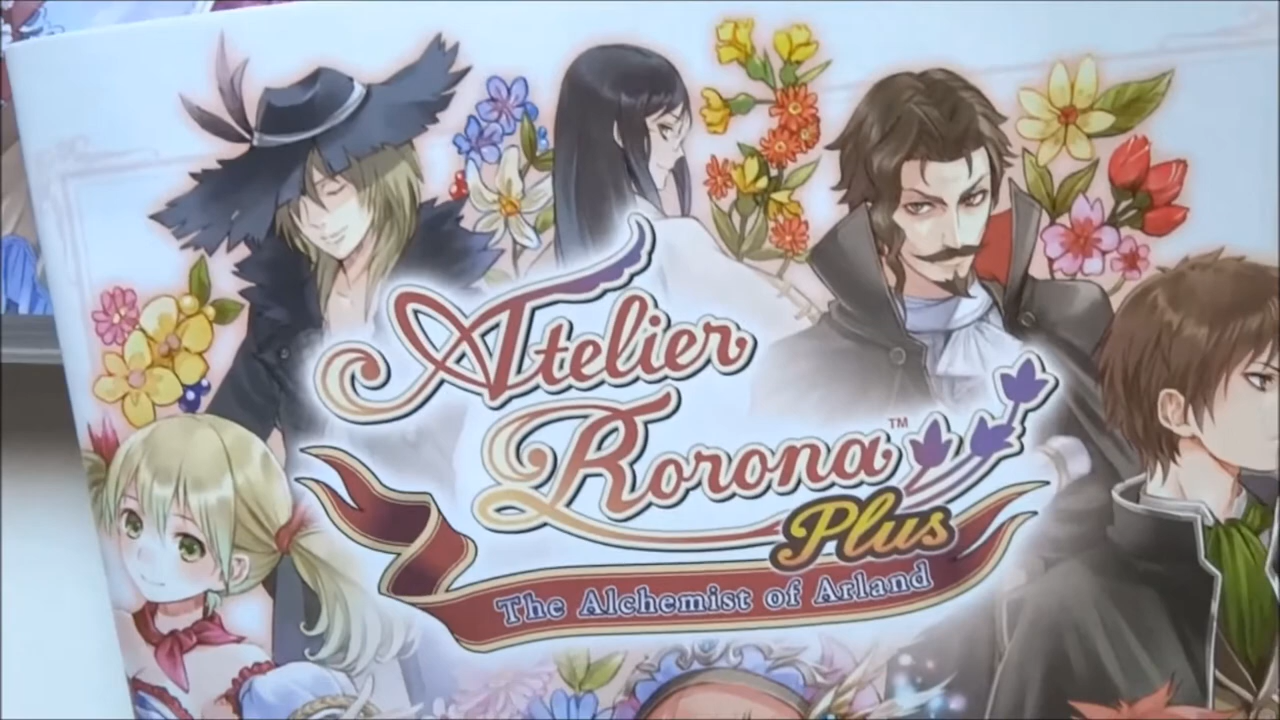 Atelier
Rorona™
Plus
The Alchemist of Arland